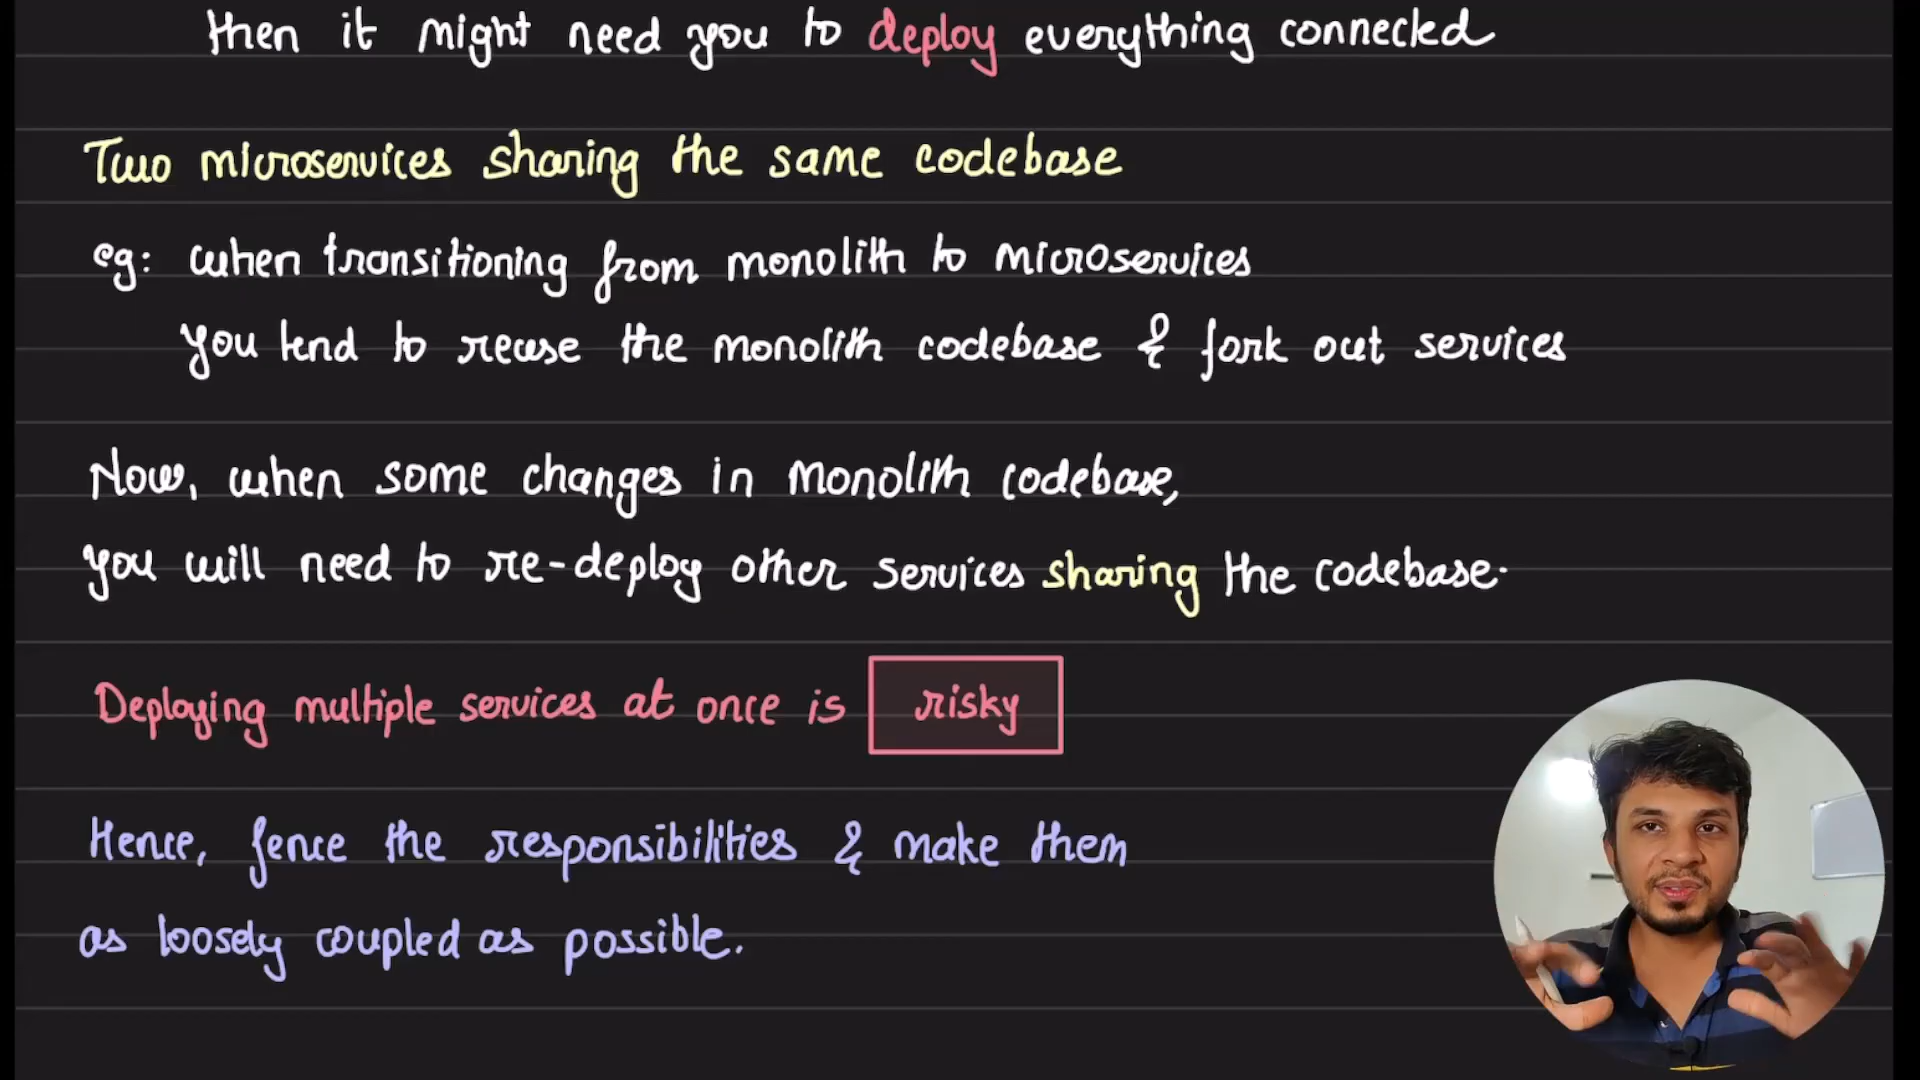 then it might need you to deploy everything connected
Two microservices sharing the same codebase
eg: when transitioning from monolith to microservices
you tend to reuse the monolith codebase & fork out services
Now, when some changes in monolith codebase,
you will need to re-deploy other services sharing the codebase.
Deploying multiple services at once is risky
Hence, fence the responsibilities & make them
as loosely coupled as possible.